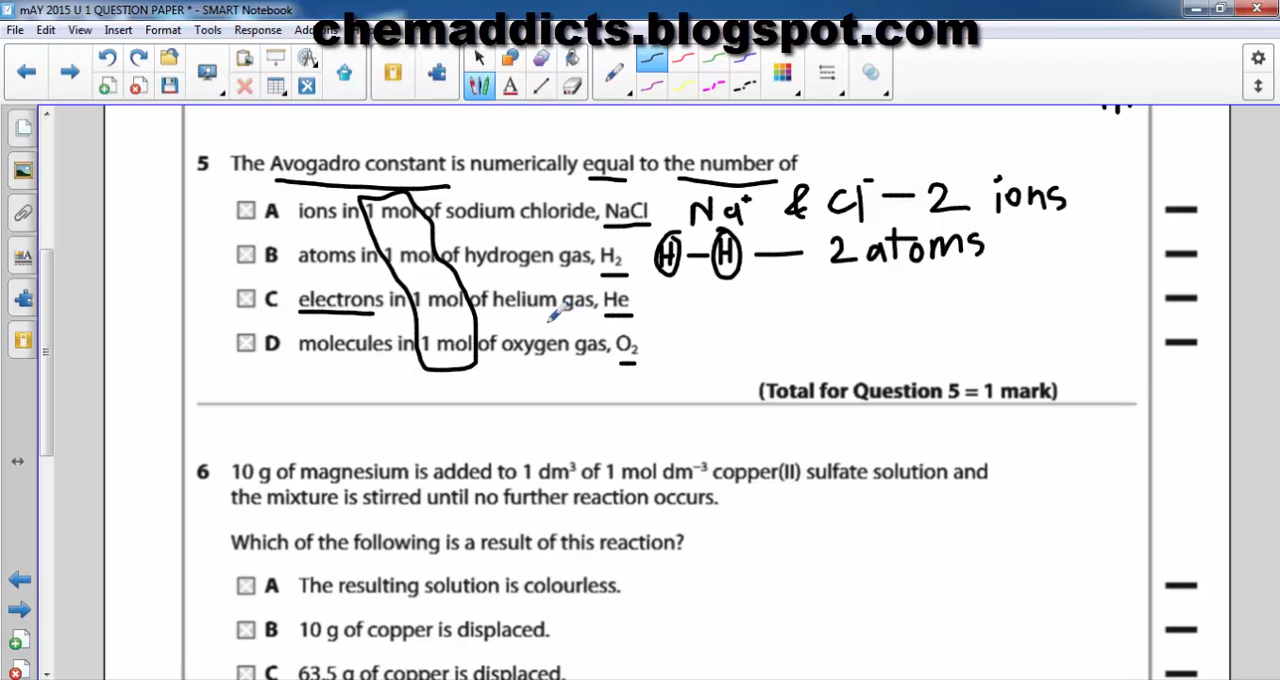 mAY 2015 U 1 QUESTION PAPER * - SMART Notebook
chemaddicts.blogspot.com
File Edit View Insert Format Tools Response
5 The Avogadro constant is numerically equal to the number of
A ions in 1 mol of sodium chloride, NaCl Na⁺ & Cl⁻ – 2 ions
B atoms in 1 mol of hydrogen gas, H₂ H – H — 2 atoms
C electrons in 1 mol of helium gas, He
D molecules in 1 mol of oxygen gas, O₂
(Total for Question 5 = 1 mark)
6 10 g of magnesium is added to 1 dm³ of 1 mol dm⁻³ copper(II) sulfate solution and
the mixture is stirred until no further reaction occurs.
Which of the following is a result of this reaction?
A The resulting solution is colourless.
B 10 g of copper is displaced.
C 63.5 g of copper is displaced.